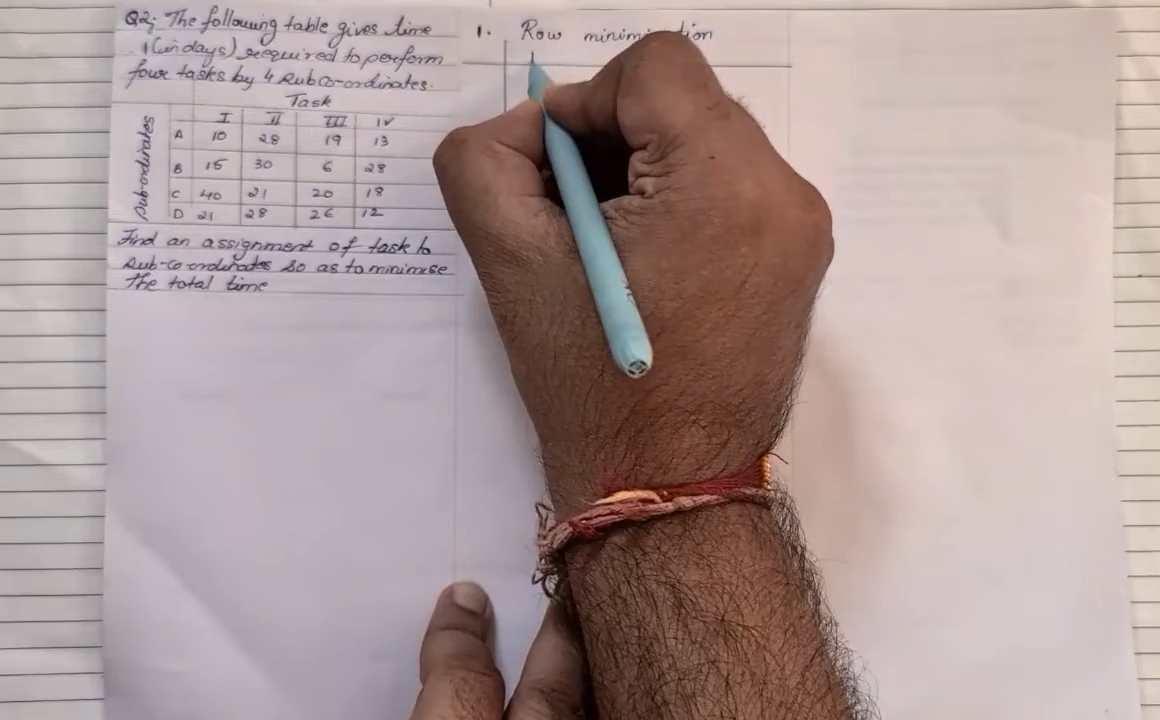 Q2; The following table gives time
(in days) required to perform
four tasks by 4 Subco-ordinates.
Task
I II III IV
Sub-ordinates
A 10 28 19 13
B 15 30 6 28
C 40 21 20 18
D 21 28 26 12
Find an assignment of task to
Sub-co-ordinates so as to minimise
the total time
1. Row